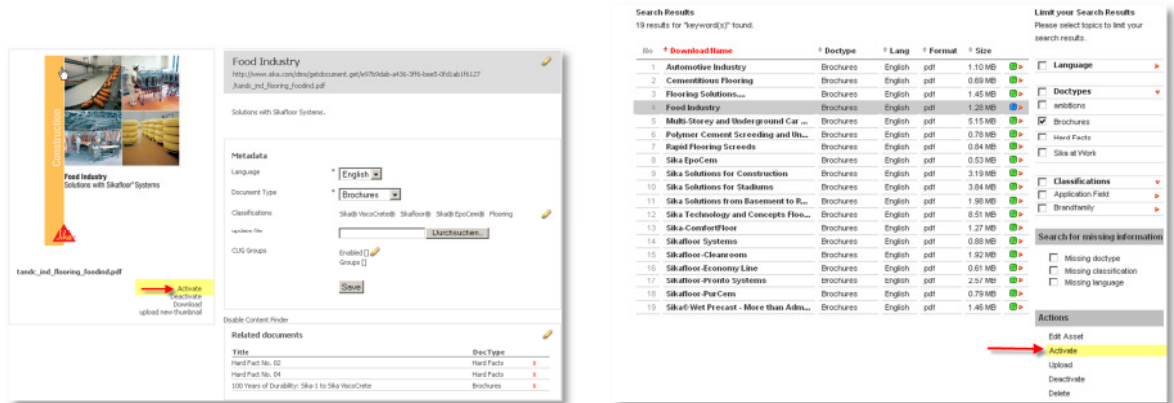 Construction
Food Industry
Solutions with Sikafloor® Systems
Sika
tandc_ind_flooring_foodind.pdf
Activate
Deactivate
Download
upload new thumbnail
Food Industry
/tandc_ind_flooring_foodind.pdf
Solutions with Sikafloor Systems.
Metadata
Language * English
Document Type * Brochures
Classifications Sika® ViscoCrete® Sikafloor® Sika® EpoCem® Flooring
update file Durchsuchen...
CUG Groups Enabled []
Groups []
Save
Disable Content Finder
Related documents
Title DocType
Hard Fact No. 02 Hard Facts x
Hard Fact No. 04 Hard Facts x
100 Years of Durability: Sika-1 to Sika ViscoCrete Brochures x
Search Results
19 results for "keyword(s)" found.
No Download Name Doctype Lang Format Size
1 Automotive Industry Brochures English pdf 1.10 MB
2 Cementitious Flooring Brochures English pdf 0.69 MB
3 Flooring Solutions.... Brochures English pdf 1.45 MB
4 Food Industry Brochures English pdf 1.28 MB
5 Multi-Storey and Underground Car ... Brochures English pdf 5.15 MB
6 Polymer Cement Screeding and Un... Brochures English pdf 0.78 MB
7 Rapid Flooring Screeds Brochures English pdf 0.84 MB
8 Sika EpoCem Brochures English pdf 0.53 MB
9 Sika Solutions for Construction Brochures English pdf 3.19 MB
10 Sika Solutions for Stadiums Brochures English pdf 3.84 MB
11 Sika Solutions from Basement to R... Brochures English pdf 1.98 MB
12 Sika Technology and Concepts Floo... Brochures English pdf 8.51 MB
13 Sika-ComfortFloor Brochures English pdf 1.27 MB
14 Sikafloor Systems Brochures English pdf 0.88 MB
15 Sikafloor-Cleanroom Brochures English pdf 1.92 MB
16 Sikafloor-Economy Line Brochures English pdf 0.61 MB
17 Sikafloor-Pronto Systems Brochures English pdf 2.57 MB
18 Sikafloor-PurCem Brochures English pdf 0.79 MB
19 Sika® Wet Precast - More than Adm... Brochures English pdf 1.46 MB
Limit your Search Results
Please select topics to limit your
search results.
Language
Doctypes
ambitions
Brochures
Hard Facts
Sika at Work
Classifications
Application Field
Brandfamily
Search for missing information
Missing doctype
Missing classification
Missing language
Actions
Edit Asset
Activate
Upload
Deactivate
Delete